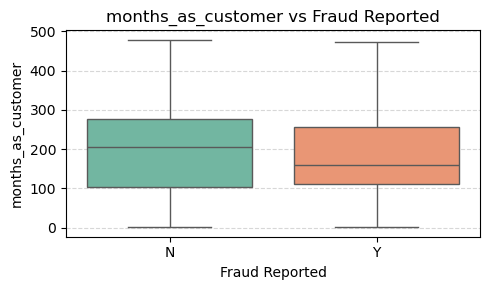 months_as_customer vs Fraud Reported
months_as_customer
500
400
300
200
100
0
N
Y
Fraud Reported